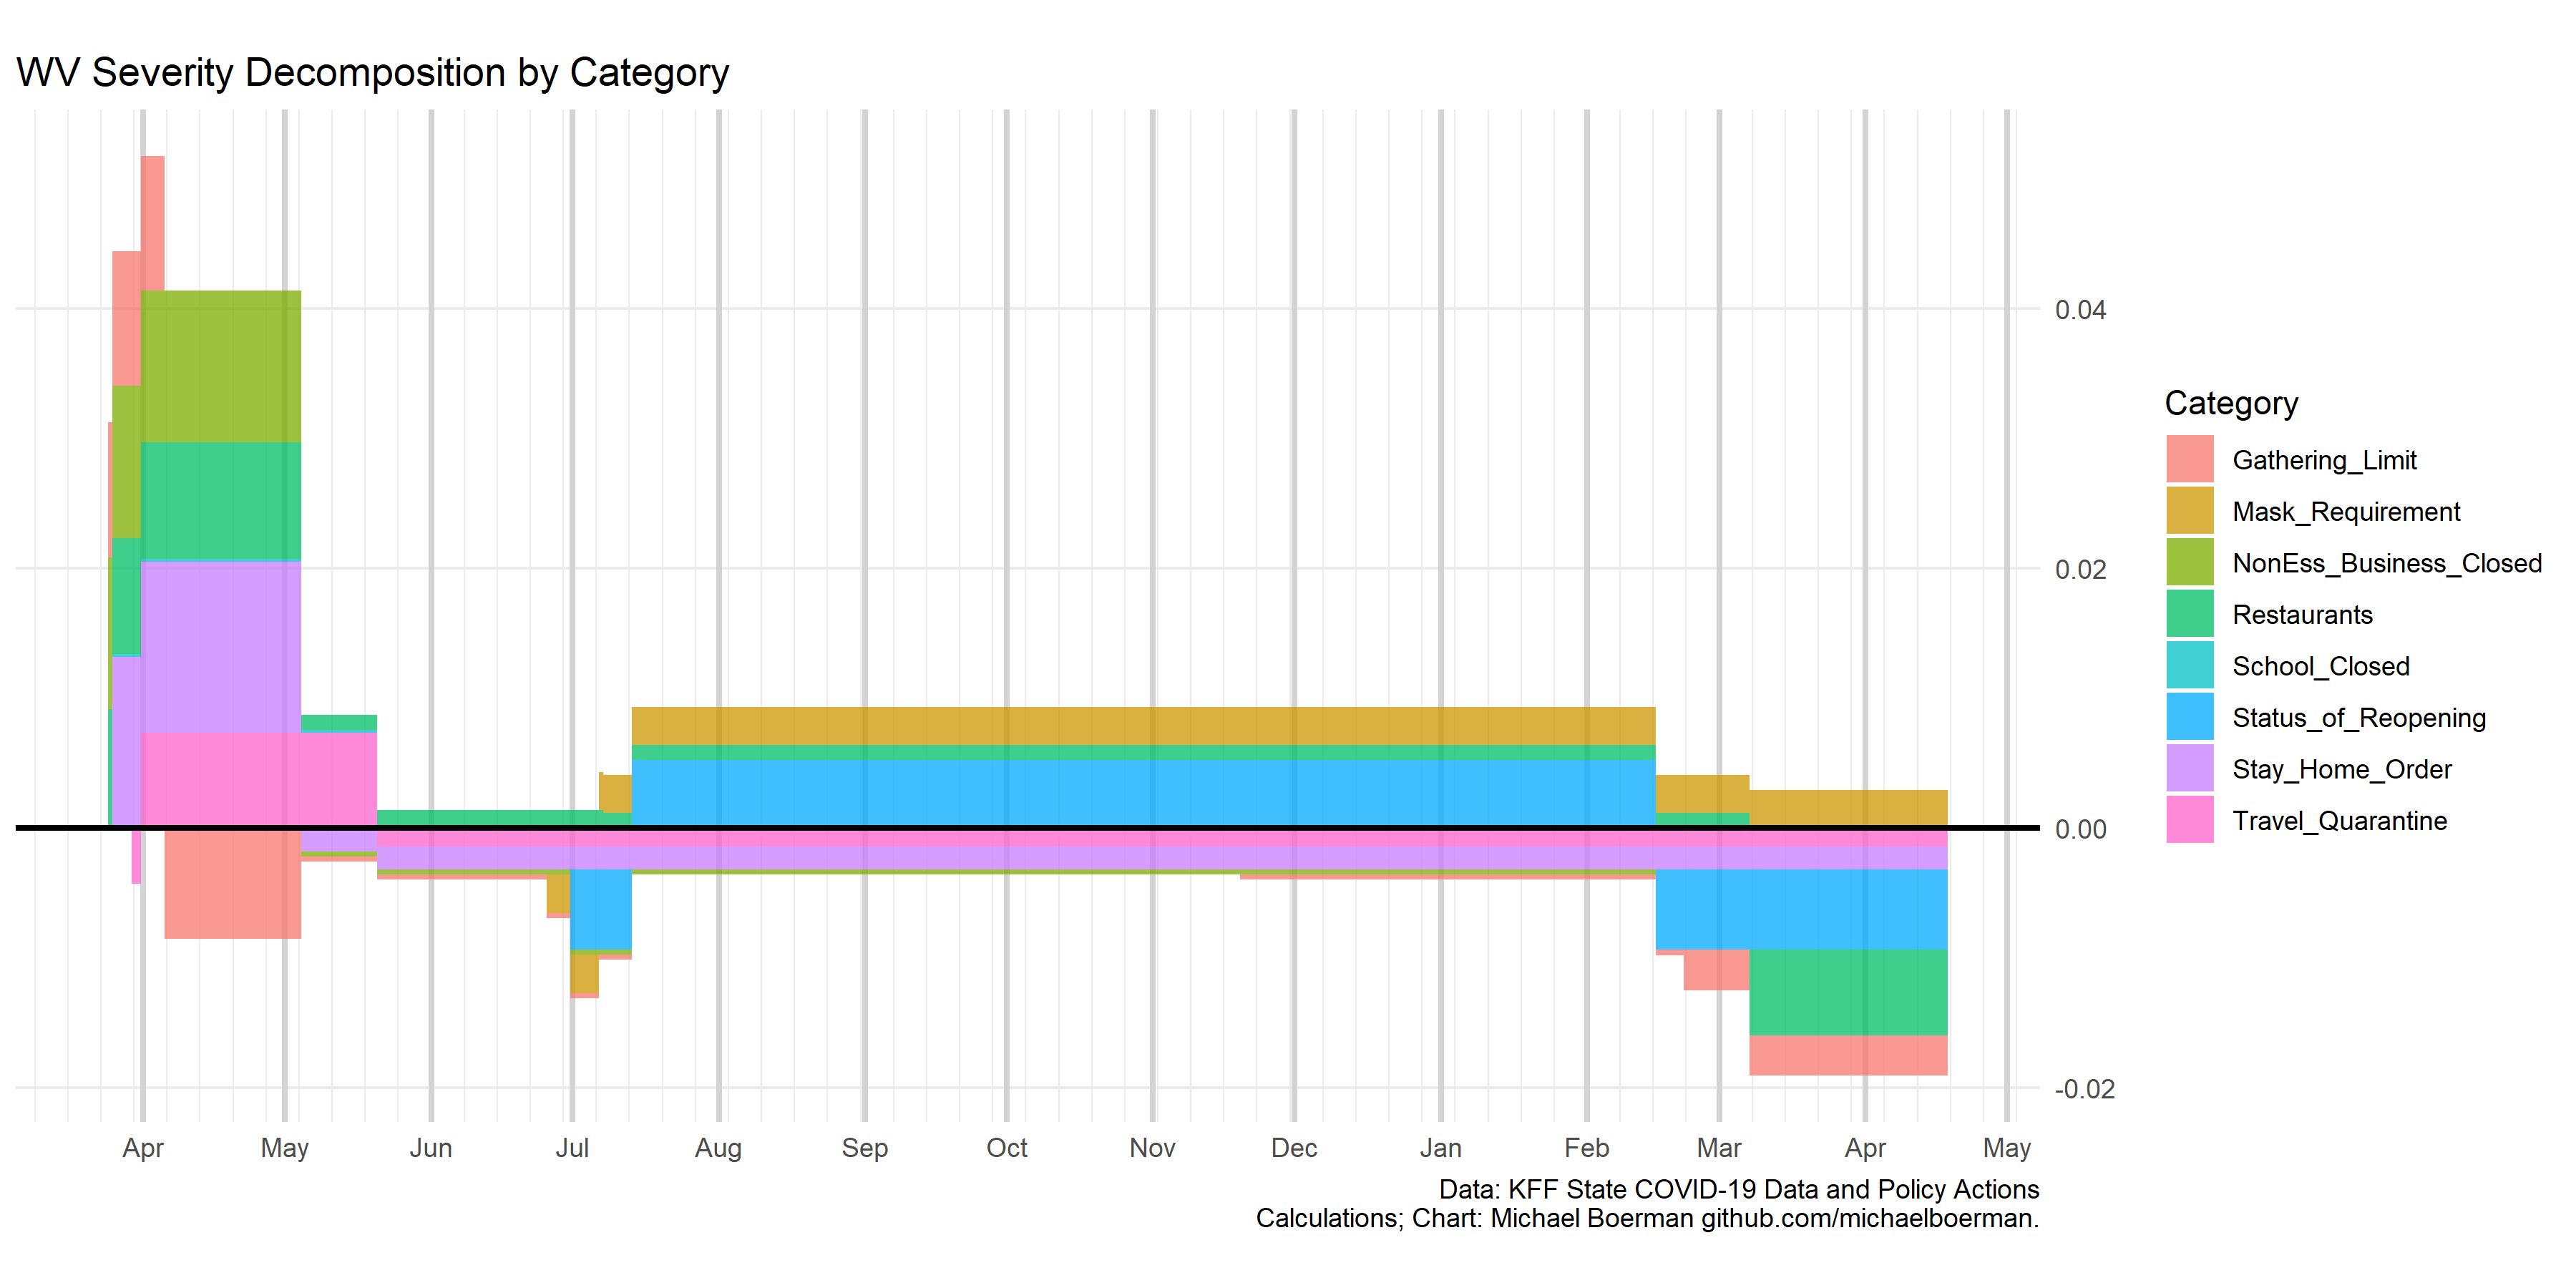 WV Severity Decomposition by Category
0.04
0.02
0.00
-0.02
Apr May Jun Jul Aug Sep Oct Nov Dec Jan Feb Mar Apr May
Category
Gathering_Limit
Mask_Requirement
NonEss_Business_Closed
Restaurants
School_Closed
Status_of_Reopening
Stay_Home_Order
Travel_Quarantine
Data: KFF State COVID-19 Data and Policy Actions
Calculations; Chart: Michael Boerman github.com/michaelboerman.